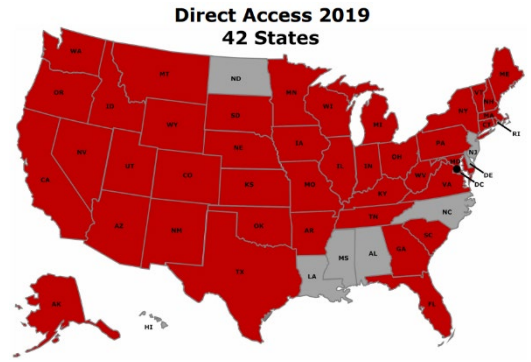 Direct Access 2019
42 States
WA
MT
ND
MN
ME
OR
ID
SD
WI
MI
NY
VT
NH
MA
CT
RI
WY
NE
IA
PA
NJ
NV
UT
CO
IL
IN
OH
MD
DE
DC
CA
KS
MO
WV
VA
KY
NC
AZ
NM
OK
AR
TN
SC
TX
MS
AL
GA
LA
AK
HI
FL